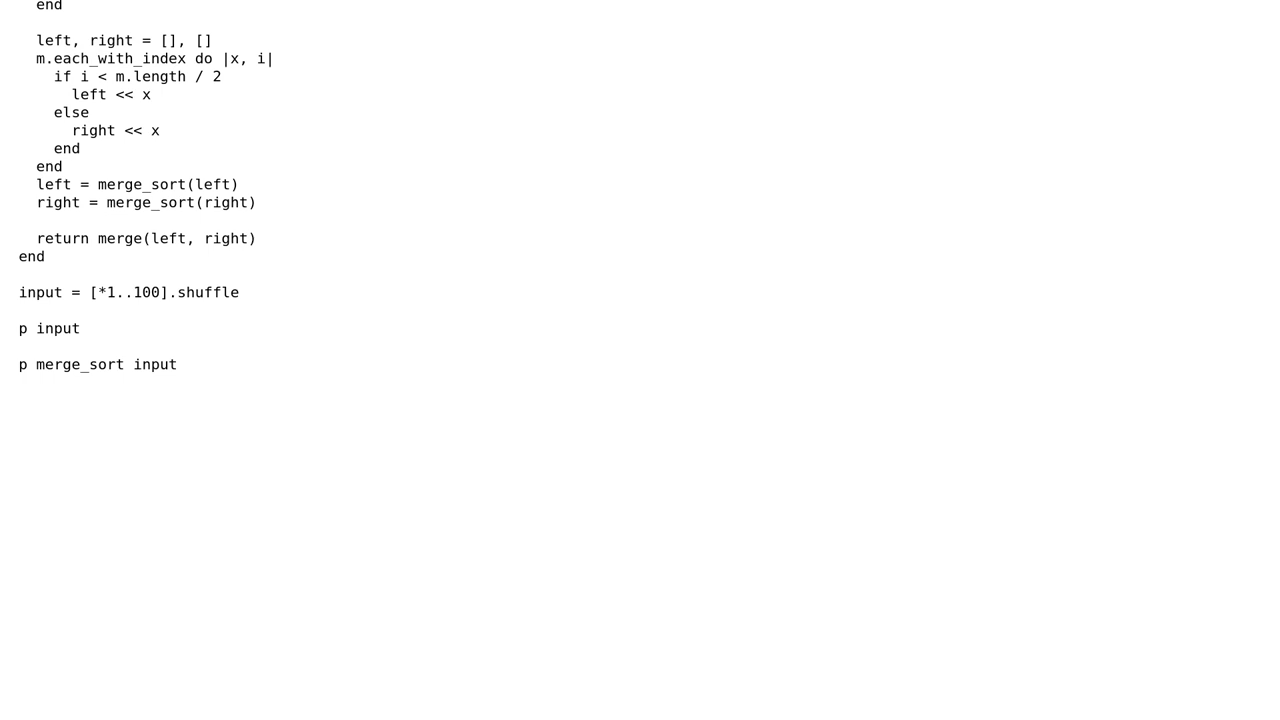 end

  left, right = [], []
  m.each_with_index do |x, i|
    if i < m.length / 2
      left << x
    else
      right << x
    end
  end
  left = merge_sort(left)
  right = merge_sort(right)

  return merge(left, right)
end

input = [*1..100].shuffle

p input

p merge_sort input